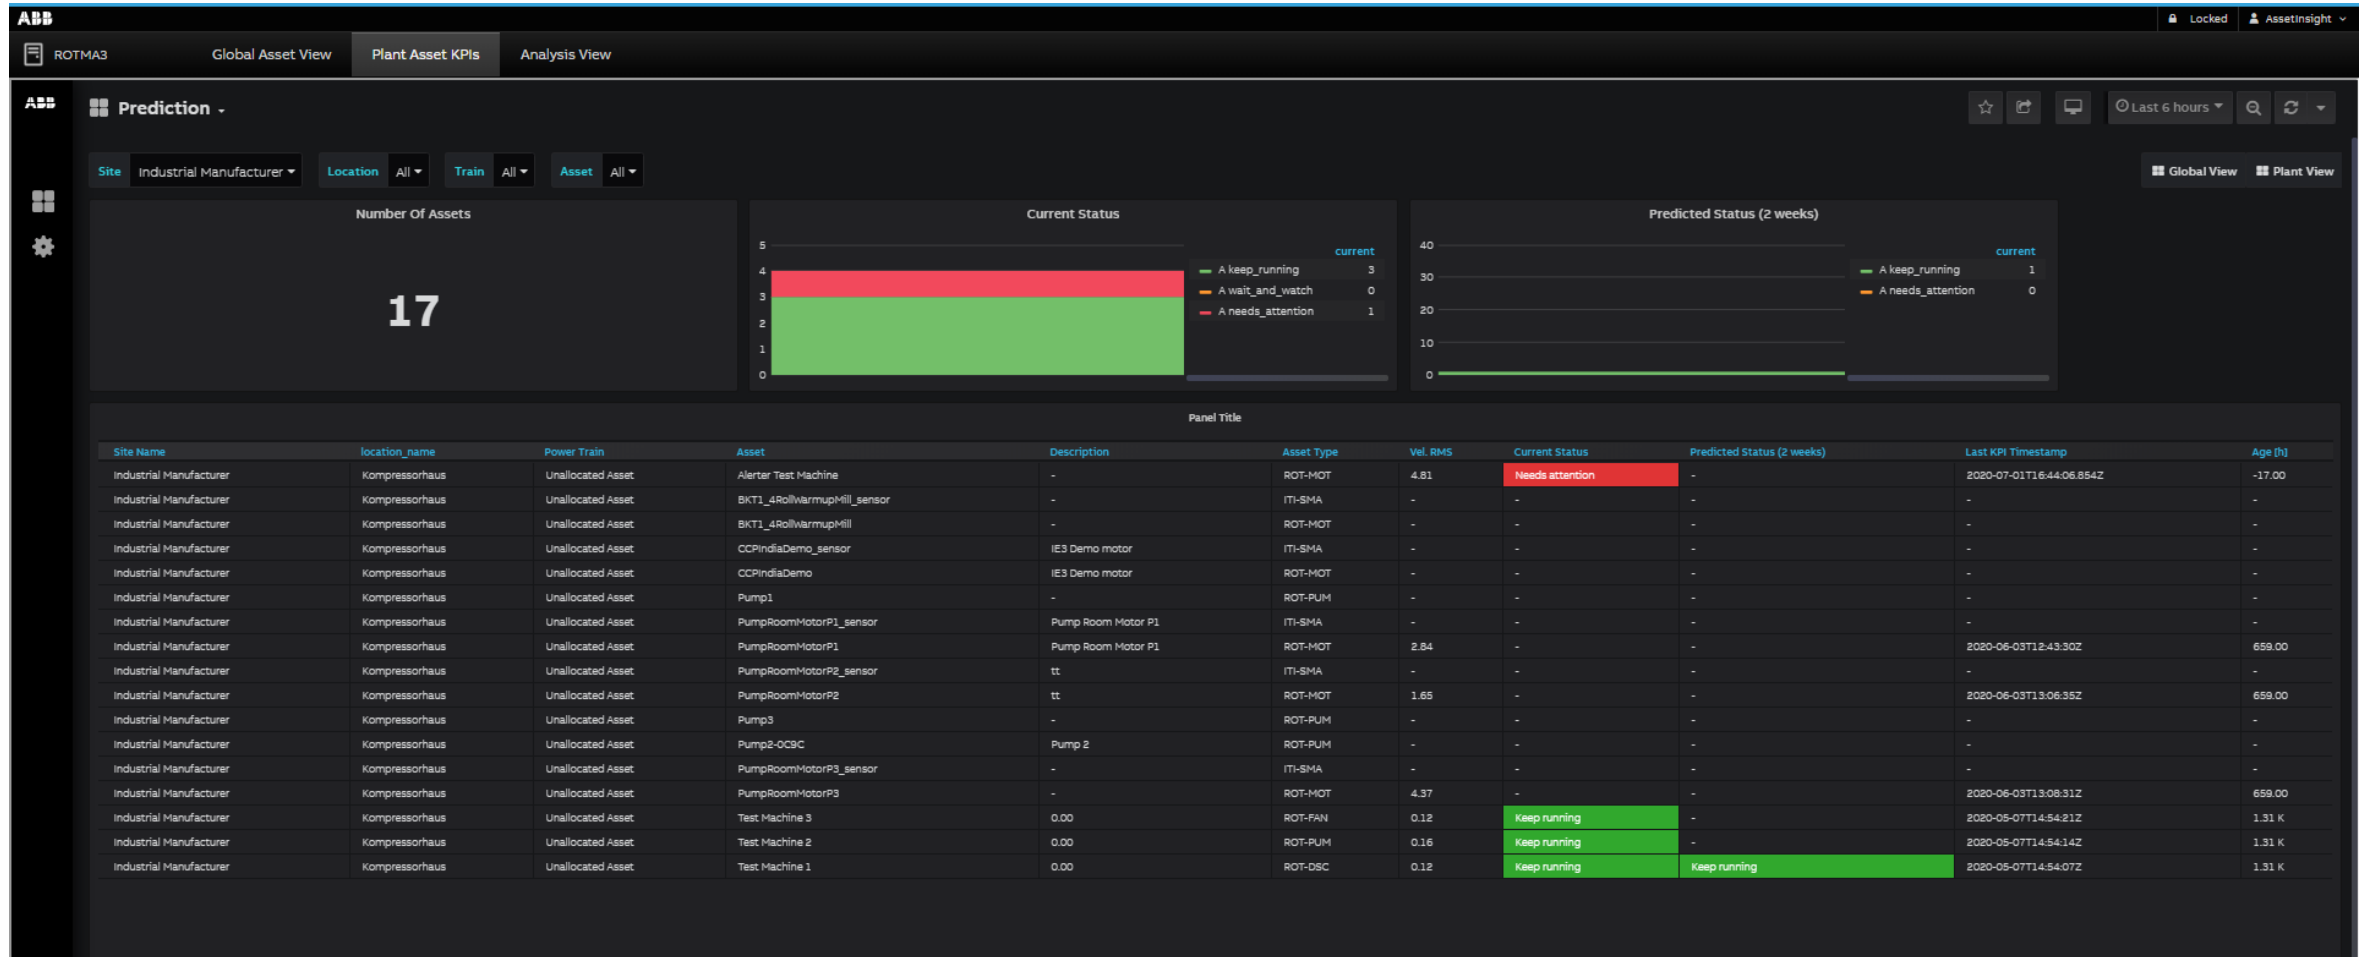 ABB
Locked AssetInsight
ROTMA3 Global Asset View Plant Asset KPIs Analysis View
ABB Prediction Last 6 hours
Site Industrial Manufacturer Location All Train All Asset All Global View Plant View
Number Of Assets
17
Current Status
5
4
3
2
1
0
current
A keep_running 3
A wait_and_watch 0
A needs_attention 1
Predicted Status (2 weeks)
40
30
20
10
0
current
A keep_running 1
A needs_attention 0
Panel Title
Site Name location_name Power Train Asset Description Asset Type Vel. RMS Current Status Predicted Status (2 weeks) Last KPI Timestamp Age [h]
Industrial Manufacturer Kompressorhaus Unallocated Asset Alerter Test Machine - ROT-MOT 4.81 Needs attention - 2020-07-01T16:44:06.854Z -17.00
Industrial Manufacturer Kompressorhaus Unallocated Asset BKT1_4RollWarmupMill_sensor - ITI-SMA - - - - -
Industrial Manufacturer Kompressorhaus Unallocated Asset BKT1_4RollWarmupMill - ROT-MOT - - - - -
Industrial Manufacturer Kompressorhaus Unallocated Asset CCPIndiaDemo_sensor IE3 Demo motor ITI-SMA - - - - -
Industrial Manufacturer Kompressorhaus Unallocated Asset CCPIndiaDemo IE3 Demo motor ROT-MOT - - - - -
Industrial Manufacturer Kompressorhaus Unallocated Asset Pump1 - ROT-PUM - - - - -
Industrial Manufacturer Kompressorhaus Unallocated Asset PumpRoomMotorP1_sensor Pump Room Motor P1 ITI-SMA - - - - -
Industrial Manufacturer Kompressorhaus Unallocated Asset PumpRoomMotorP1 Pump Room Motor P1 ROT-MOT 2.84 - - 2020-06-03T12:43:30Z 659.00
Industrial Manufacturer Kompressorhaus Unallocated Asset PumpRoomMotorP2_sensor tt ITI-SMA - - - - -
Industrial Manufacturer Kompressorhaus Unallocated Asset PumpRoomMotorP2 tt ROT-MOT 1.65 - - 2020-06-03T13:06:35Z 659.00
Industrial Manufacturer Kompressorhaus Unallocated Asset Pump3 - ROT-PUM - - - - -
Industrial Manufacturer Kompressorhaus Unallocated Asset Pump2-0C9C Pump 2 ROT-PUM - - - - -
Industrial Manufacturer Kompressorhaus Unallocated Asset PumpRoomMotorP3_sensor - ITI-SMA - - - - -
Industrial Manufacturer Kompressorhaus Unallocated Asset PumpRoomMotorP3 - ROT-MOT 4.37 - - 2020-06-03T13:08:31Z 659.00
Industrial Manufacturer Kompressorhaus Unallocated Asset Test Machine 3 0.00 ROT-FAN 0.12 Keep running - 2020-05-07T14:54:21Z 1.31 K
Industrial Manufacturer Kompressorhaus Unallocated Asset Test Machine 2 0.00 ROT-PUM 0.16 Keep running - 2020-05-07T14:54:14Z 1.31 K
Industrial Manufacturer Kompressorhaus Unallocated Asset Test Machine 1 0.00 ROT-DSC 0.12 Keep running Keep running 2020-05-07T14:54:07Z 1.31 K